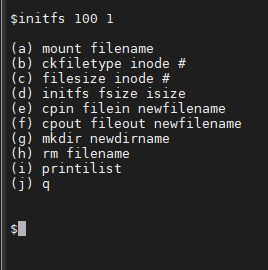 $initfs 100 1
(a) mount filename
(b) ckfiletype inode #
(c) filesize inode #
(d) initfs fsize isize
(e) cpin filein newfilename
(f) cpout fileout newfilename
(g) mkdir newdirname
(h) rm filename
(i) printilist
(j) q
$